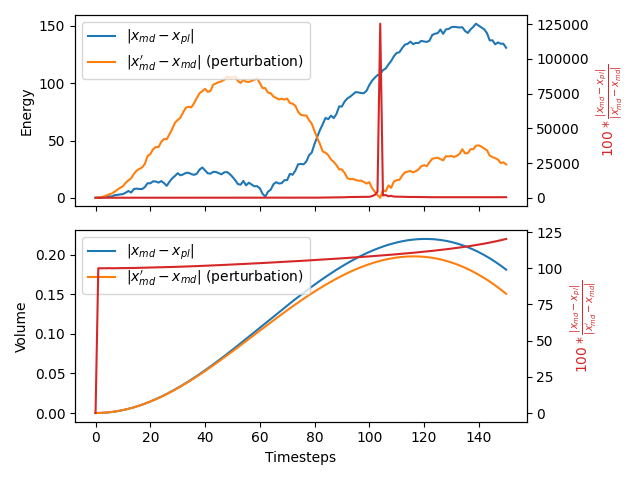 |x_md − x_pl|
|x'_md − x_md| (perturbation)
150
100
50
0
Energy
125000
100000
75000
50000
25000
0
100 * |x_md − x_pl| / |x'_md − x_md|
|x_md − x_pl|
|x'_md − x_md| (perturbation)
0.20
0.15
0.10
0.05
0.00
Volume
125
100
75
50
25
0
100 * |x_md − x_pl| / |x'_md − x_md|
0 20 40 60 80 100 120 140
Timesteps